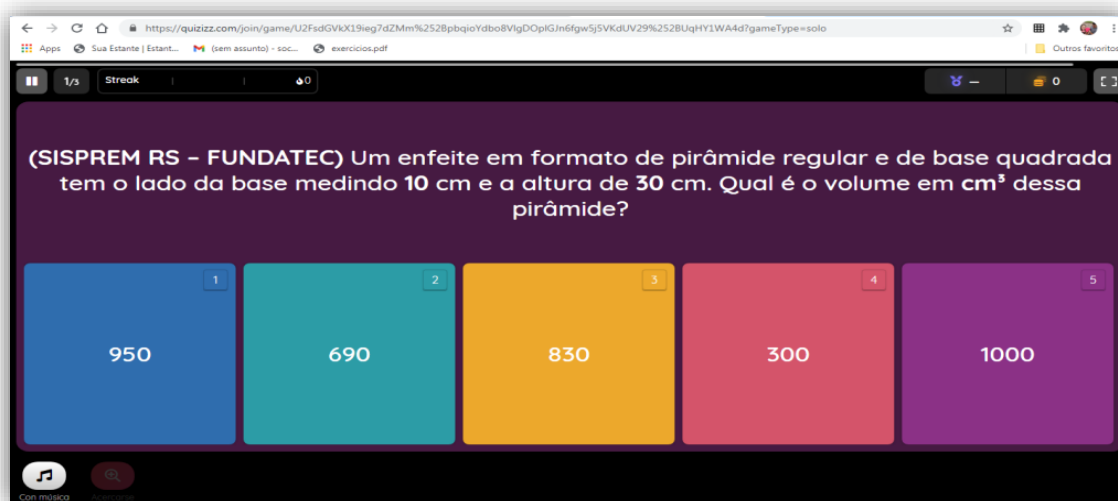 https://quizizz.com/join/game/U2FsdGVkX19ieg7dZMm%252BpbqioYdbo8VlgDOplGJn6fgw5j5VKdUV29%252BUqHY1WA4d?gameType=solo
Apps Sua Estante | Estant... (sem assunto) - soc... exercicios.pdf Outros favoritos
1/3 Streak 0 — 0
(SISPREM RS - FUNDATEC) Um enfeite em formato de pirâmide regular e de base quadrada
tem o lado da base medindo 10 cm e a altura de 30 cm. Qual é o volume em cm³ dessa
pirâmide?
1 2 3 4 5
950 690 830 300 1000
Con música Acercarse